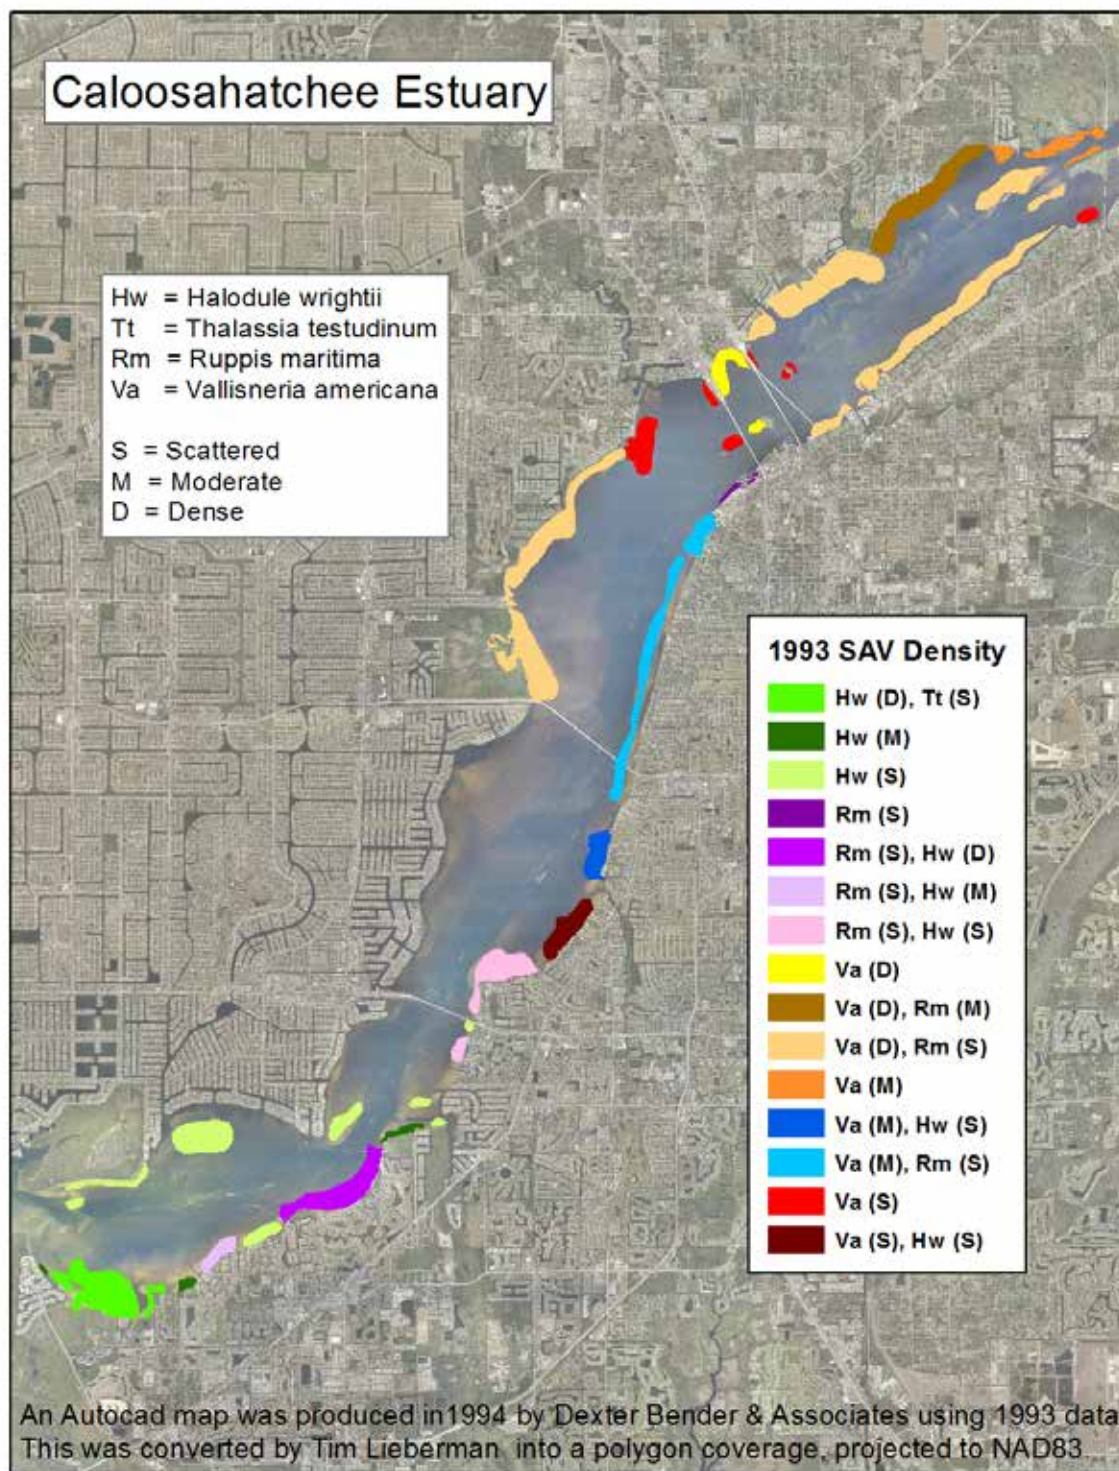 Caloosahatchee Estuary
Hw = Halodule wrightii
Tt = Thalassia testudinum
Rm = Ruppis maritima
Va = Vallisneria americana
S = Scattered
M = Moderate
D = Dense
1993 SAV Density
Hw (D), Tt (S)
Hw (M)
Hw (S)
Rm (S)
Rm (S), Hw (D)
Rm (S), Hw (M)
Rm (S), Hw (S)
Va (D)
Va (D), Rm (M)
Va (D), Rm (S)
Va (M)
Va (M), Hw (S)
Va (M), Rm (S)
Va (S)
Va (S), Hw (S)
An Autocad map was produced in1994 by Dexter Bender & Associates using 1993 data
This was converted by Tim Lieberman into a polygon coverage, projected to NAD83